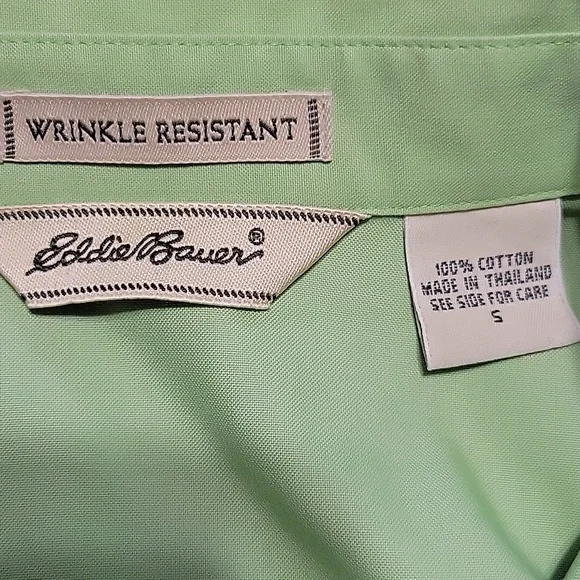 WRINKLE RESISTANT
Eddie Bauer®
100% COTTON
MADE IN THAILAND
SEE SIDE FOR CARE
S